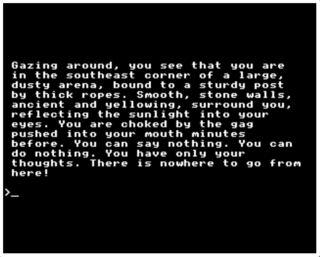 Gazing around, you see that you are
in the southeast corner of a large,
dusty arena, bound to a sturdy post
by thick ropes. Smooth, stone walls,
ancient and yellowing, surround you,
reflecting the sunlight into your
eyes. You are choked by the gag
pushed into your mouth minutes
before. You can say nothing. You can
do nothing. You have only your
thoughts. There is nowhere to go from
here!
>_